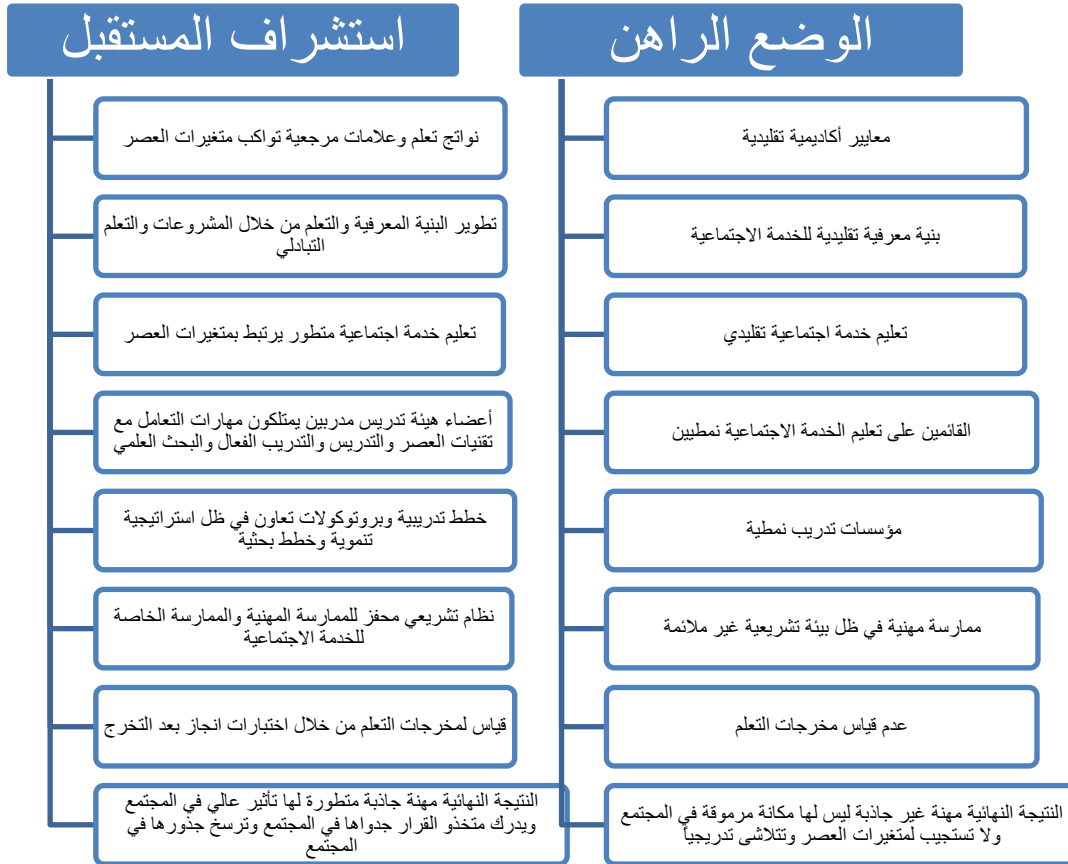 الوضع الراهن
معايير أكاديمية تقليدية
بنية معرفية تقليدية للخدمة الاجتماعية
تعليم خدمة اجتماعية تقليدي
القائمين على تعليم الخدمة الاجتماعية نمطيين
مؤسسات تدريب نمطية
ممارسة مهنية في ظل بيئة تشريعية غير ملائمة
عدم قياس مخرجات التعلم
النتيجة النهائية مهنة غير جاذبة ليس لها مكانة مرموقة في المجتمع
ولا تستجيب لمتغيرات العصر وتتلاشى تدريجياً
استشراف المستقبل
نواتج تعلم وعلامات مرجعية تواكب متغيرات العصر
تطوير البنية المعرفية والتعلم من خلال المشروعات والتعلم
التبادلي
تعليم خدمة اجتماعية متطور يرتبط بمتغيرات العصر
أعضاء هيئة تدريس مدربين يمتلكون مهارات التعامل مع
تقنيات العصر والتدريس والتدريب الفعال والبحث العلمي
خطط تدريبية وبروتوكولات تعاون في ظل استراتيجية
تنموية وخطط بحثية
نظام تشريعي محفز للممارسة المهنية والممارسة الخاصة
للخدمة الاجتماعية
قياس لمخرجات التعلم من خلال اختبارات انجاز بعد التخرج
النتيجة النهائية مهنة جاذبة متطورة لها تأثير عالي في المجتمع
ويدرك متخذو القرار جدواها في المجتمع وترسخ جذورها في
المجتمع